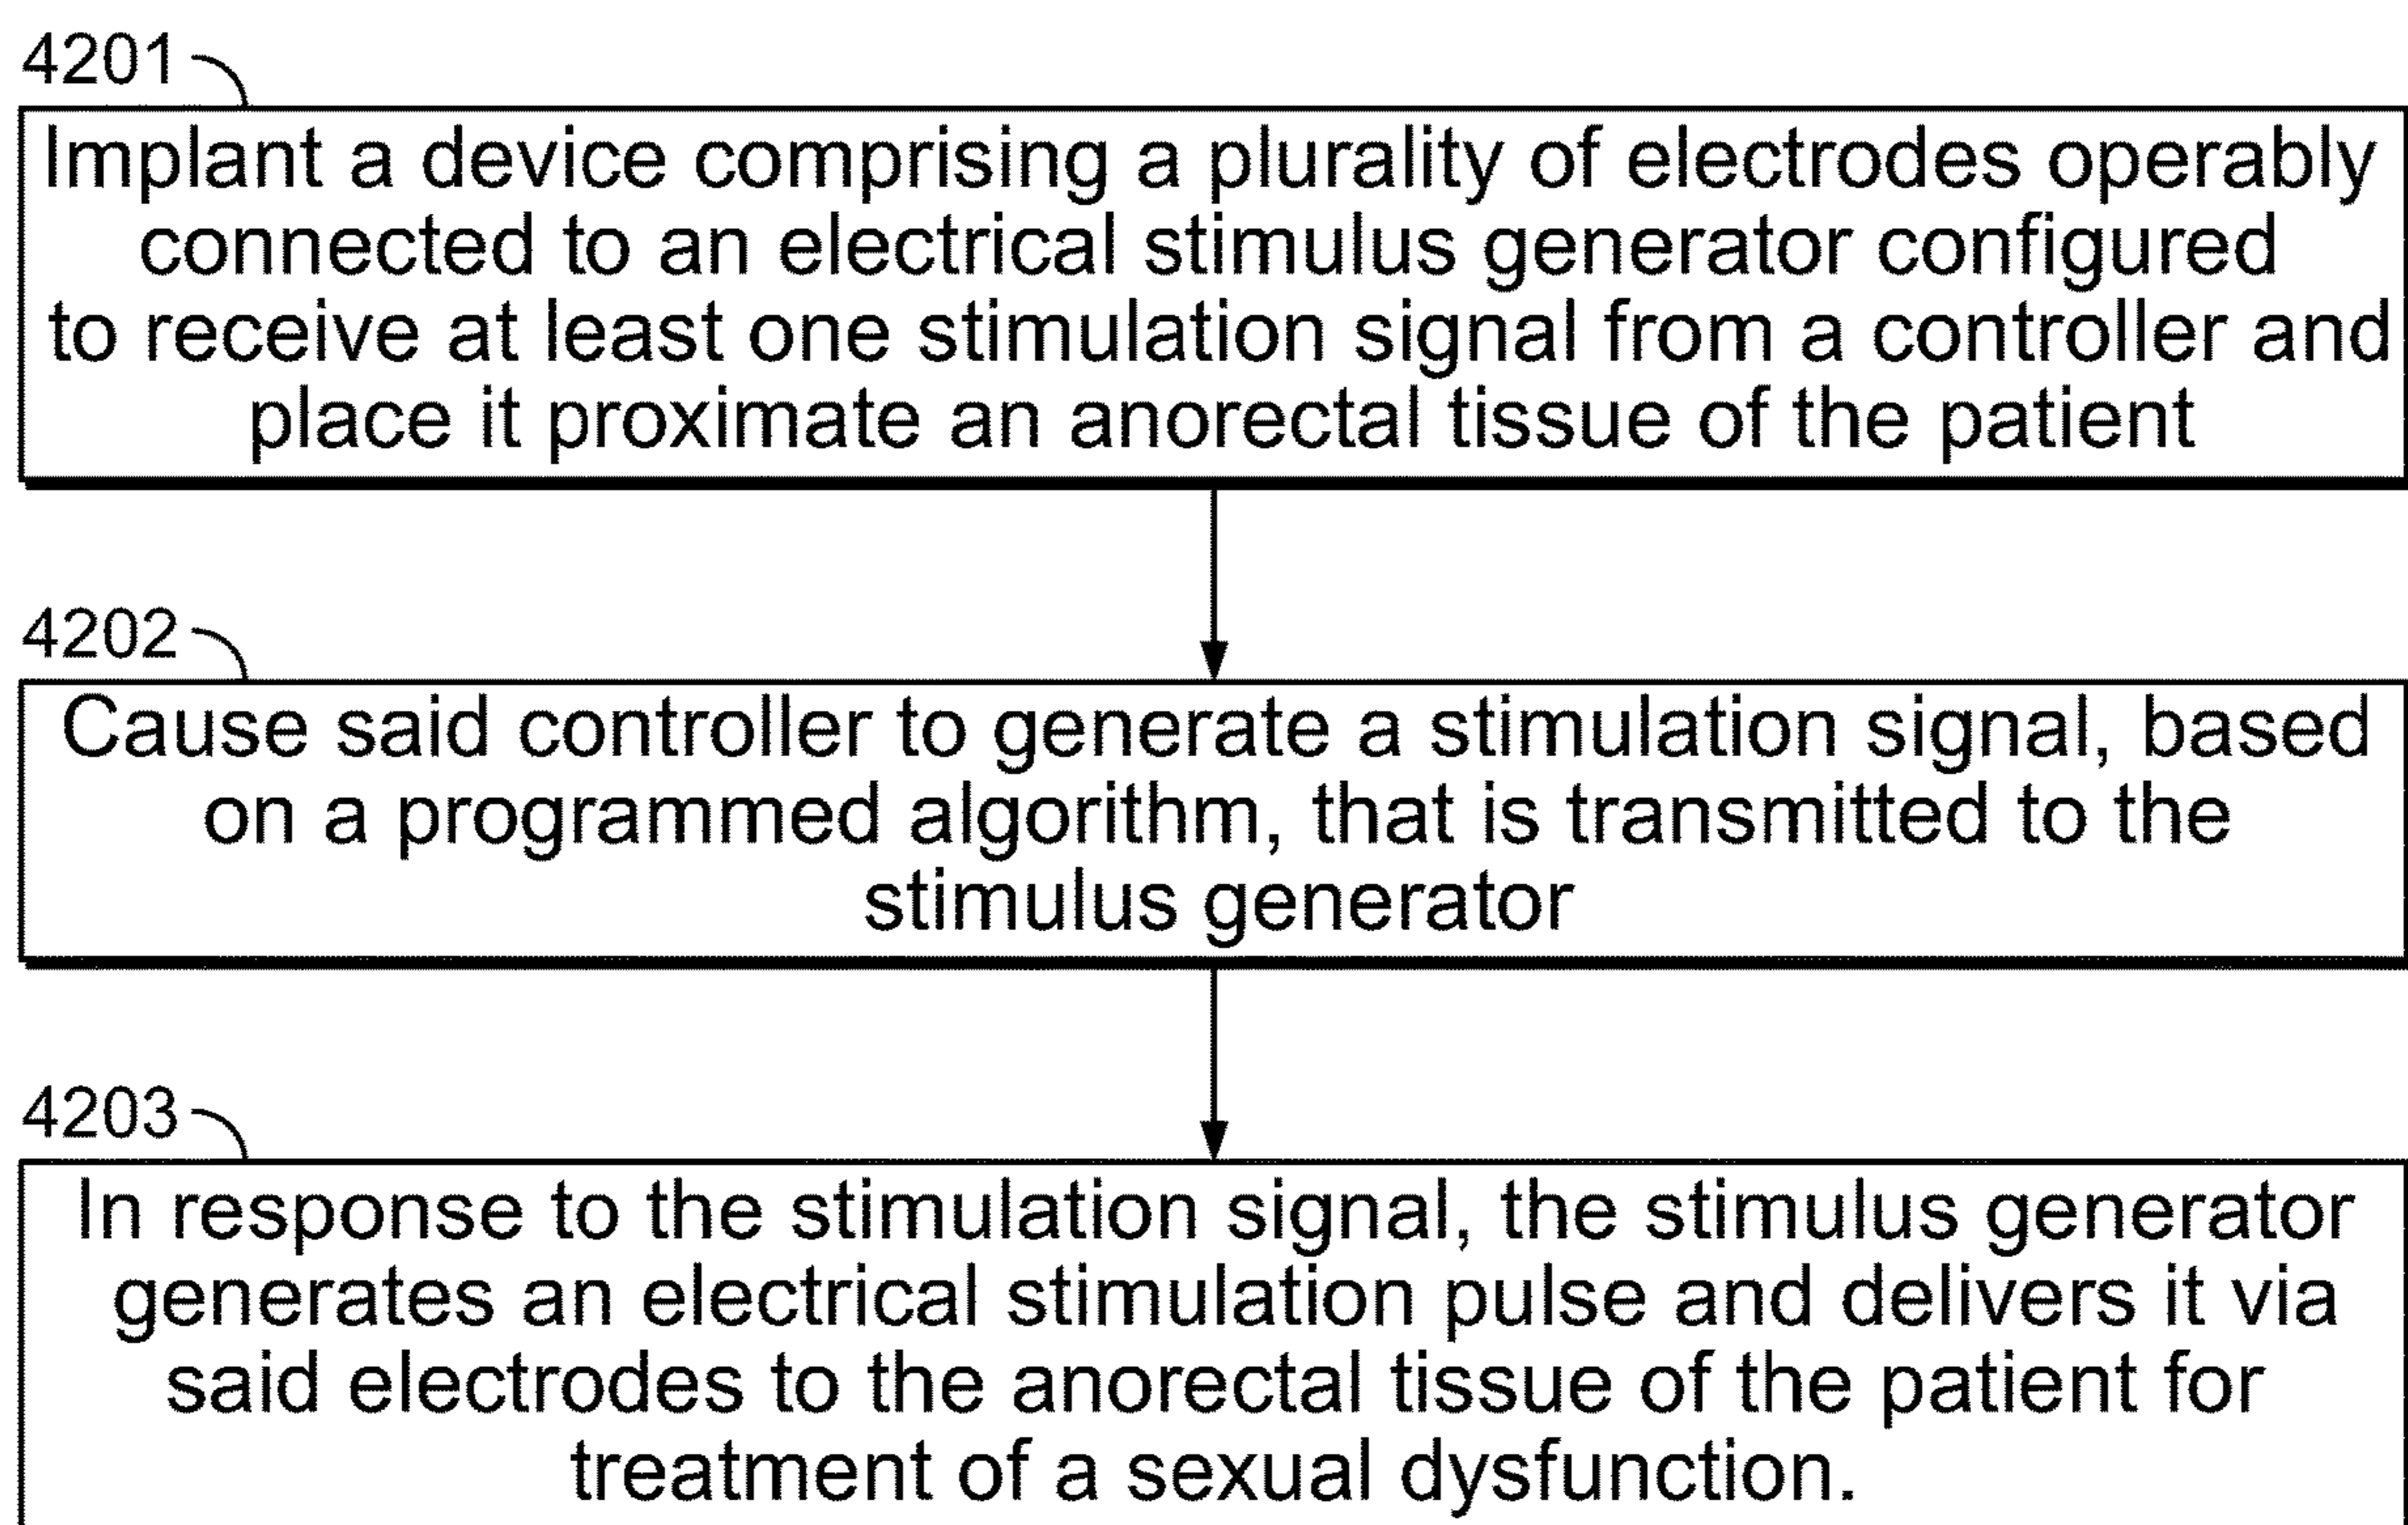 4201
Implant a device comprising a plurality of electrodes operably
connected to an electrical stimulus generator configured
to receive at least one stimulation signal from a controller and
place it proximate an anorectal tissue of the patient
4202
Cause said controller to generate a stimulation signal, based
on a programmed algorithm, that is transmitted to the
stimulus generator
4203
In response to the stimulation signal, the stimulus generator
generates an electrical stimulation pulse and delivers it via
said electrodes to the anorectal tissue of the patient for
treatment of a sexual dysfunction.